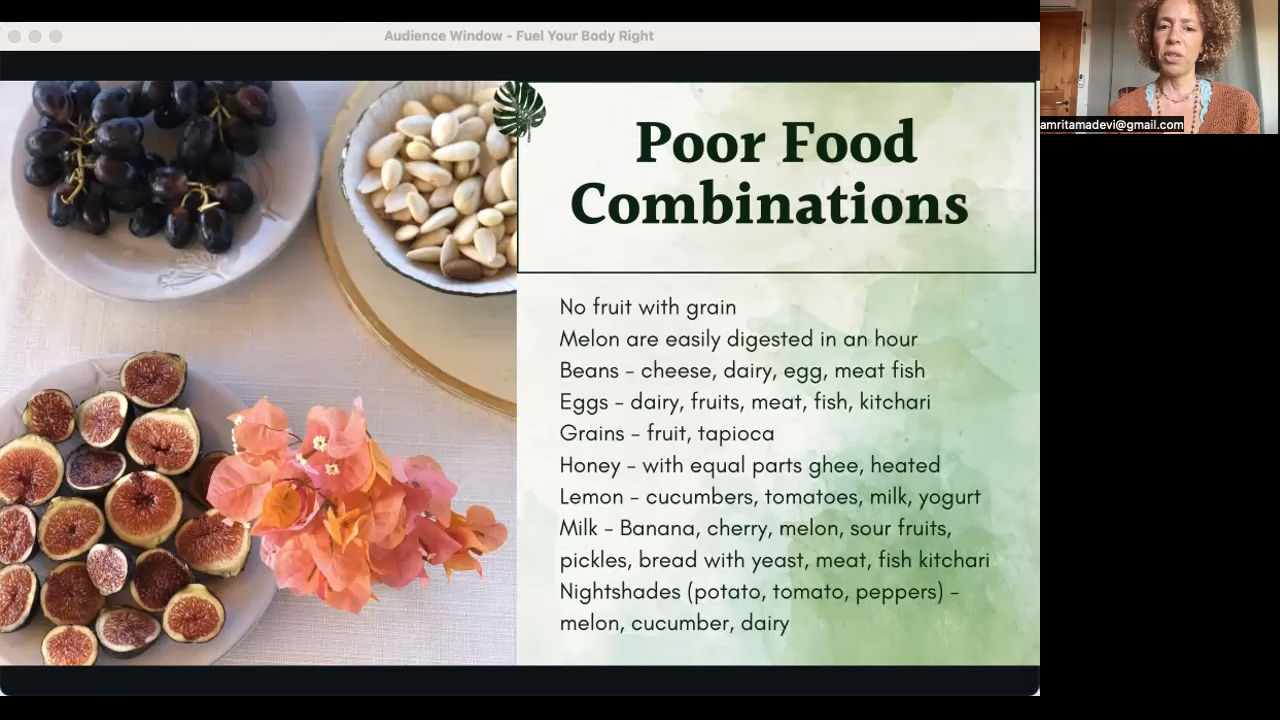 Audience Window - Fuel Your Body Right
Poor Food
Combinations
No fruit with grain
Melon are easily digested in an hour
Beans - cheese, dairy, egg, meat fish
Eggs - dairy, fruits, meat, fish, kitchari
Grains - fruit, tapioca
Honey - with equal parts ghee, heated
Lemon - cucumbers, tomatoes, milk, yogurt
Milk - Banana, cherry, melon, sour fruits,
pickles, bread with yeast, meat, fish kitchari
Nightshades (potato, tomato, peppers) -
melon, cucumber, dairy
amritamadevi@gmail.com